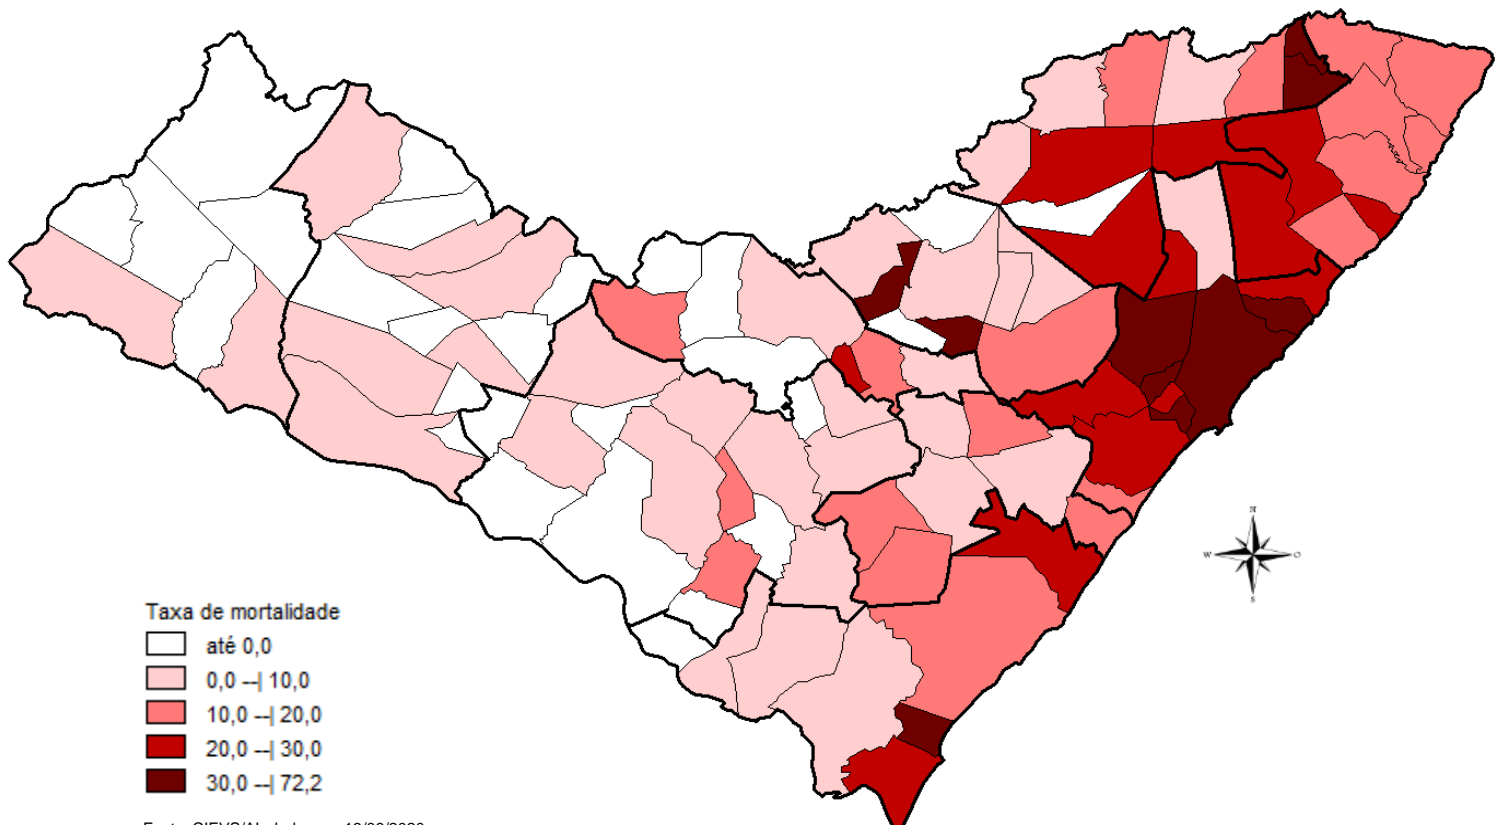 N
W
O
S
Taxa de mortalidade
até 0,0
0,0 --| 10,0
10,0 --| 20,0
20,0 --| 30,0
30,0 --| 72,2